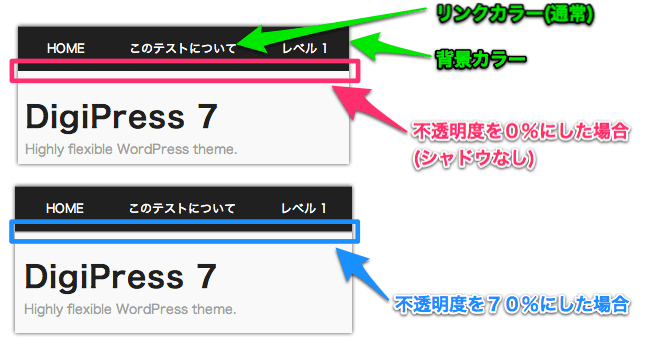 リンクカラー(通常)
HOME このテストについて レベル 1
背景カラー
DigiPress 7
Highly flexible WordPress theme.
不透明度を０%にした場合
(シャドウなし)
HOME このテストについて レベル 1
DigiPress 7
Highly flexible WordPress theme.
不透明度を７０%にした場合